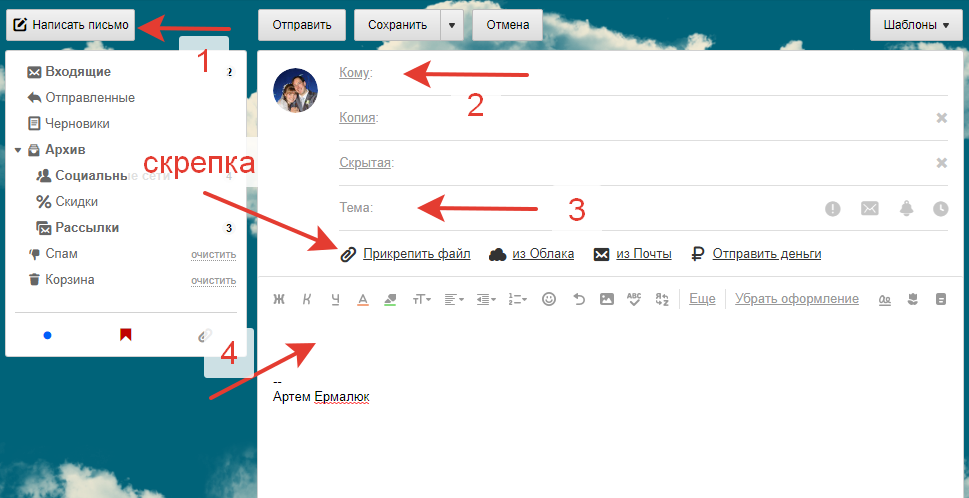 Написать письмо
Отправить
Сохранить
Отмена
Шаблоны
1
Входящие 2
Отправленные
Черновики
Архив
Социальные сети 4
Скидки
Рассылки 3
Спам очистить
Корзина очистить
скрепка
4
Кому:
2
Копия:
Скрытая:
Тема:
3
Прикрепить файл из Облака из Почты Отправить деньги
Ж К Ч А тТ ABC Еще Убрать оформление
--
Артем Ермалюк